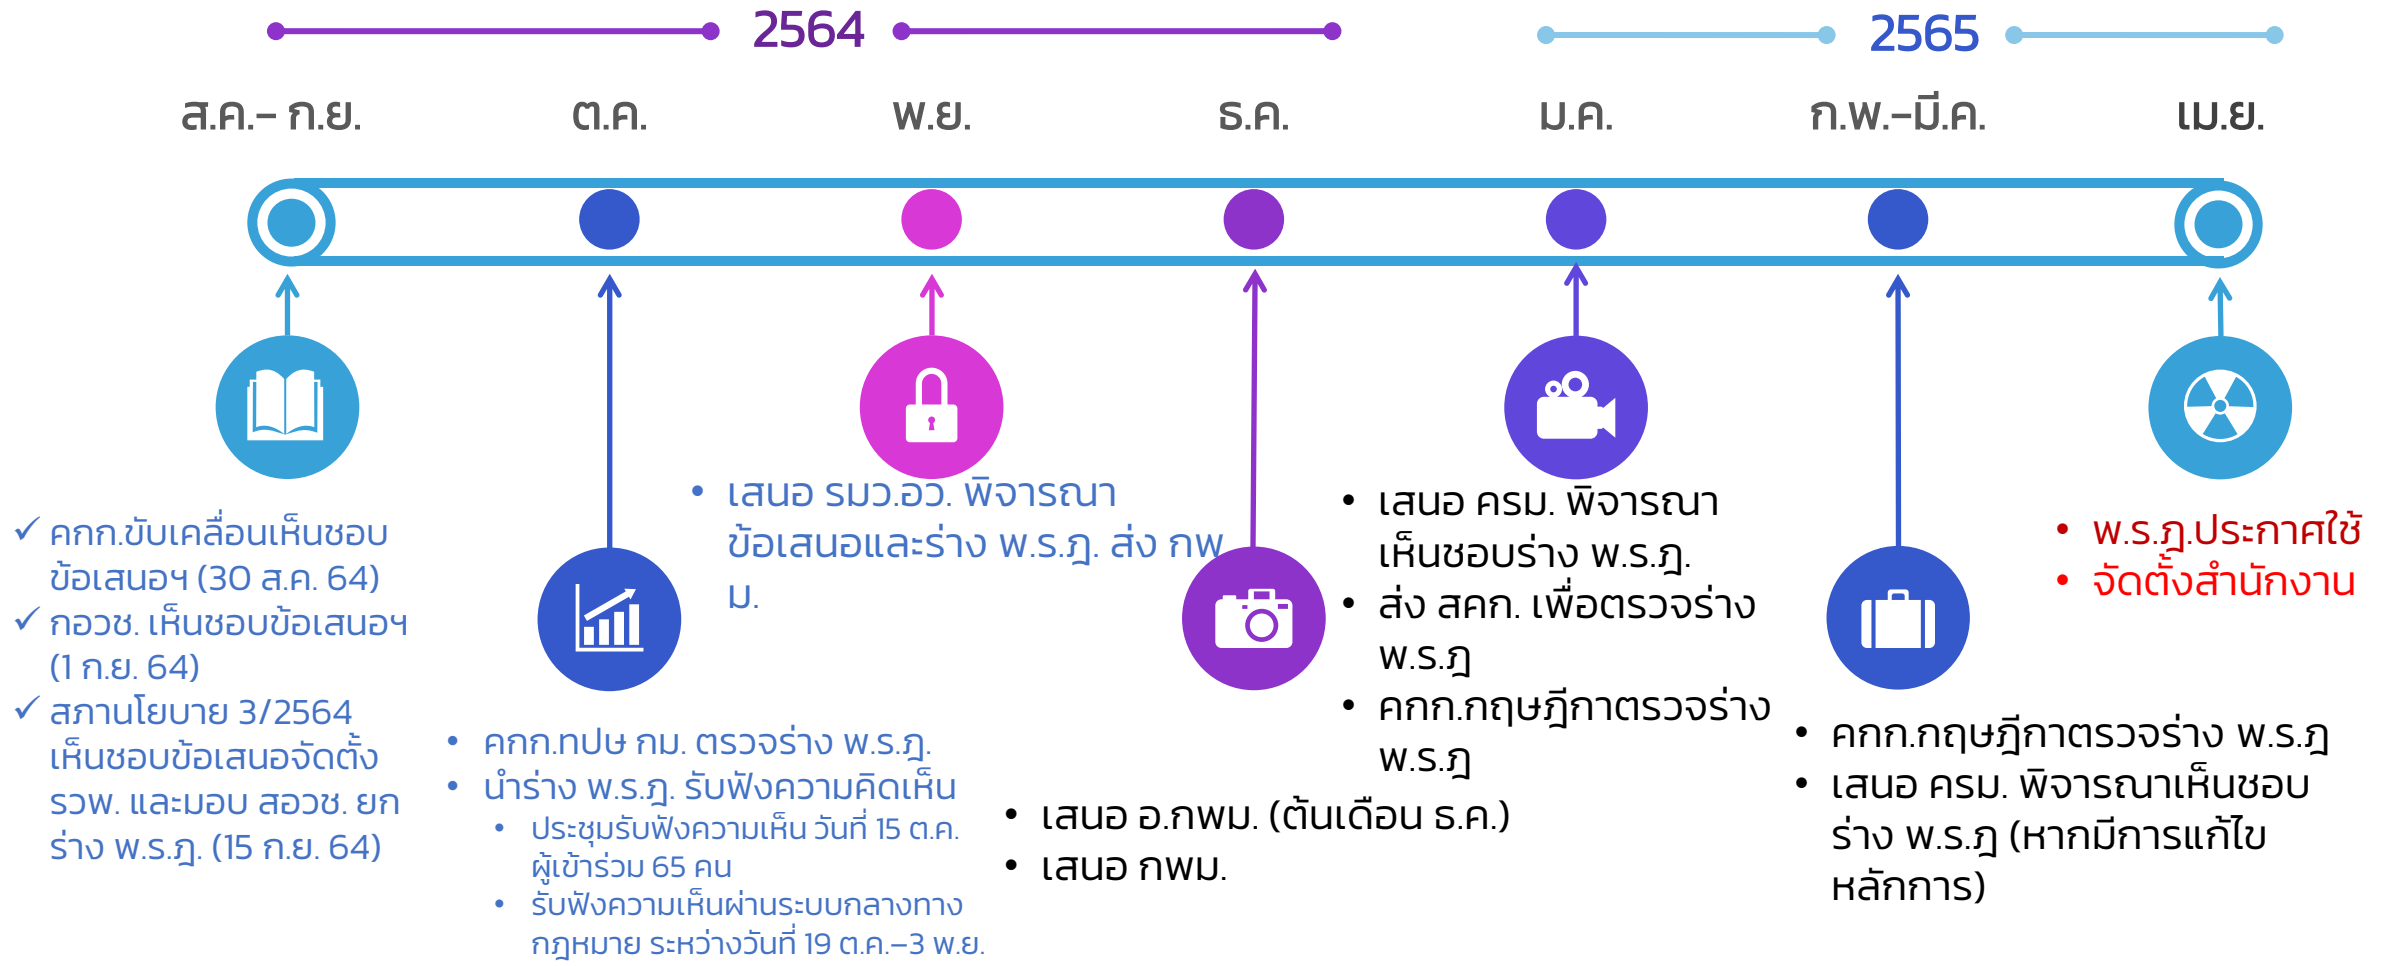 2564
2565
ส.ค.– ก.ย.
ต.ค.
พ.ย.
ธ.ค.
ม.ค.
ก.พ.–มี.ค.
เม.ย.
✓ คกก.ขับเคลื่อนเห็นชอบ
ข้อเสนอฯ (30 ส.ค. 64)
✓ กอวช. เห็นชอบข้อเสนอฯ
(1 ก.ย. 64)
✓ สภานโยบาย 3/2564
เห็นชอบข้อเสนอจัดตั้ง
รวพ. และมอบ สอวช. ยก
ร่าง พ.ร.ฎ. (15 ก.ย. 64)
• คกก.ทปษ กม. ตรวจร่าง พ.ร.ฎ.
• นำร่าง พ.ร.ฎ. รับฟังความคิดเห็น
• ประชุมรับฟังความเห็น วันที่ 15 ต.ค.
ผู้เข้าร่วม 65 คน
• รับฟังความเห็นผ่านระบบกลางทาง
กฎหมาย ระหว่างวันที่ 19 ต.ค.–3 พ.ย.
• เสนอ รมว.อว. พิจารณา
ข้อเสนอและร่าง พ.ร.ฎ. ส่ง กพ
ม.
• เสนอ อ.กพม. (ต้นเดือน ธ.ค.)
• เสนอ กพม.
• เสนอ ครม. พิจารณา
เห็นชอบร่าง พ.ร.ฎ.
• ส่ง สคก. เพื่อตรวจร่าง
พ.ร.ฎ
• คกก.กฤษฎีกาตรวจร่าง
พ.ร.ฎ
• คกก.กฤษฎีกาตรวจร่าง พ.ร.ฎ
• เสนอ ครม. พิจารณาเห็นชอบ
ร่าง พ.ร.ฎ (หากมีการแก้ไข
หลักการ)
• พ.ร.ฎ.ประกาศใช้
• จัดตั้งสำนักงาน